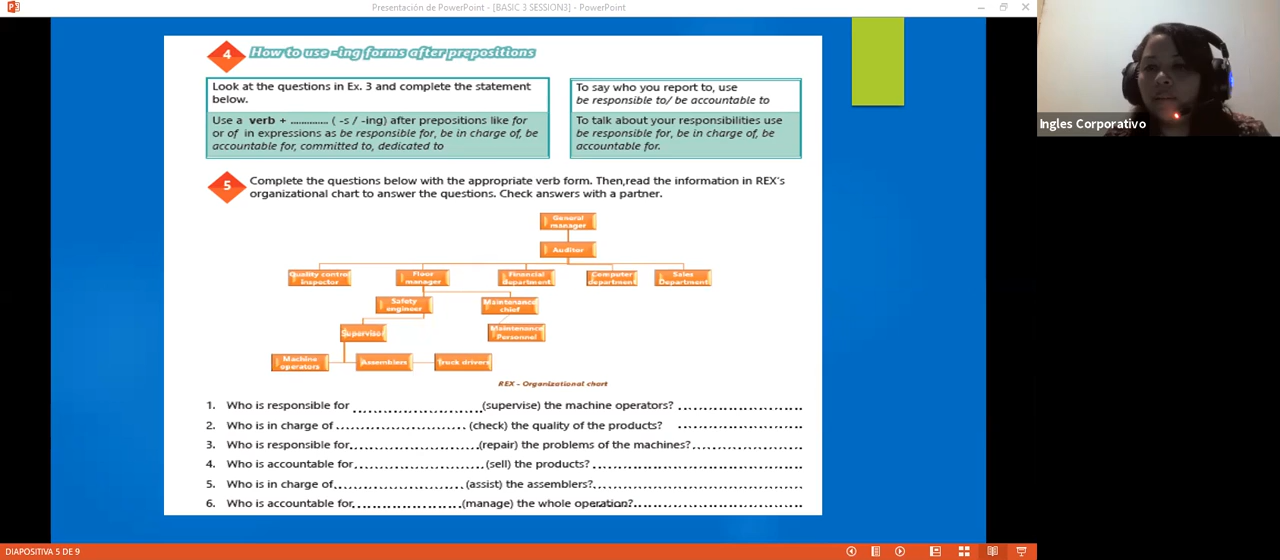 Presentación de PowerPoint - [BASIC 3 SESSION3] - PowerPoint
4 How to use -ing forms after prepositions
Look at the questions in Ex. 3 and complete the statement
below.
Use a verb + ............. ( -s / -ing) after prepositions like for
or of in expressions as be responsible for, be in charge of, be
accountable for, committed to, dedicated to
To say who you report to, use
be responsible to/ be accountable to
To talk about your responsibilities use
be responsible for, be in charge of, be
accountable for.
Ingles Corporativo
5 Complete the questions below with the appropriate verb form. Then,read the information in REX's
organizational chart to answer the questions. Check answers with a partner.
General
manager
Auditor
Quality control
Inspector
Floor
manager
Financial
department
Computer
department
Sales
Department
Safety
engineer
Maintenance
chief
Supervisor
Maintenance
Personnel
Machine
operators
Assemblers
Truck drivers
REX - Organizational chart
1. Who is responsible for ........................ (supervise) the machine operators? ........................
2. Who is in charge of ........................ (check) the quality of the products? ........................
3. Who is responsible for........................ (repair) the problems of the machines?........................
4. Who is accountable for........................ (sell) the products?........................
5. Who is in charge of........................ (assist) the assemblers?........................
6. Who is accountable for........................ (manage) the whole operation?........................
DIAPOSITIVA 5 DE 9